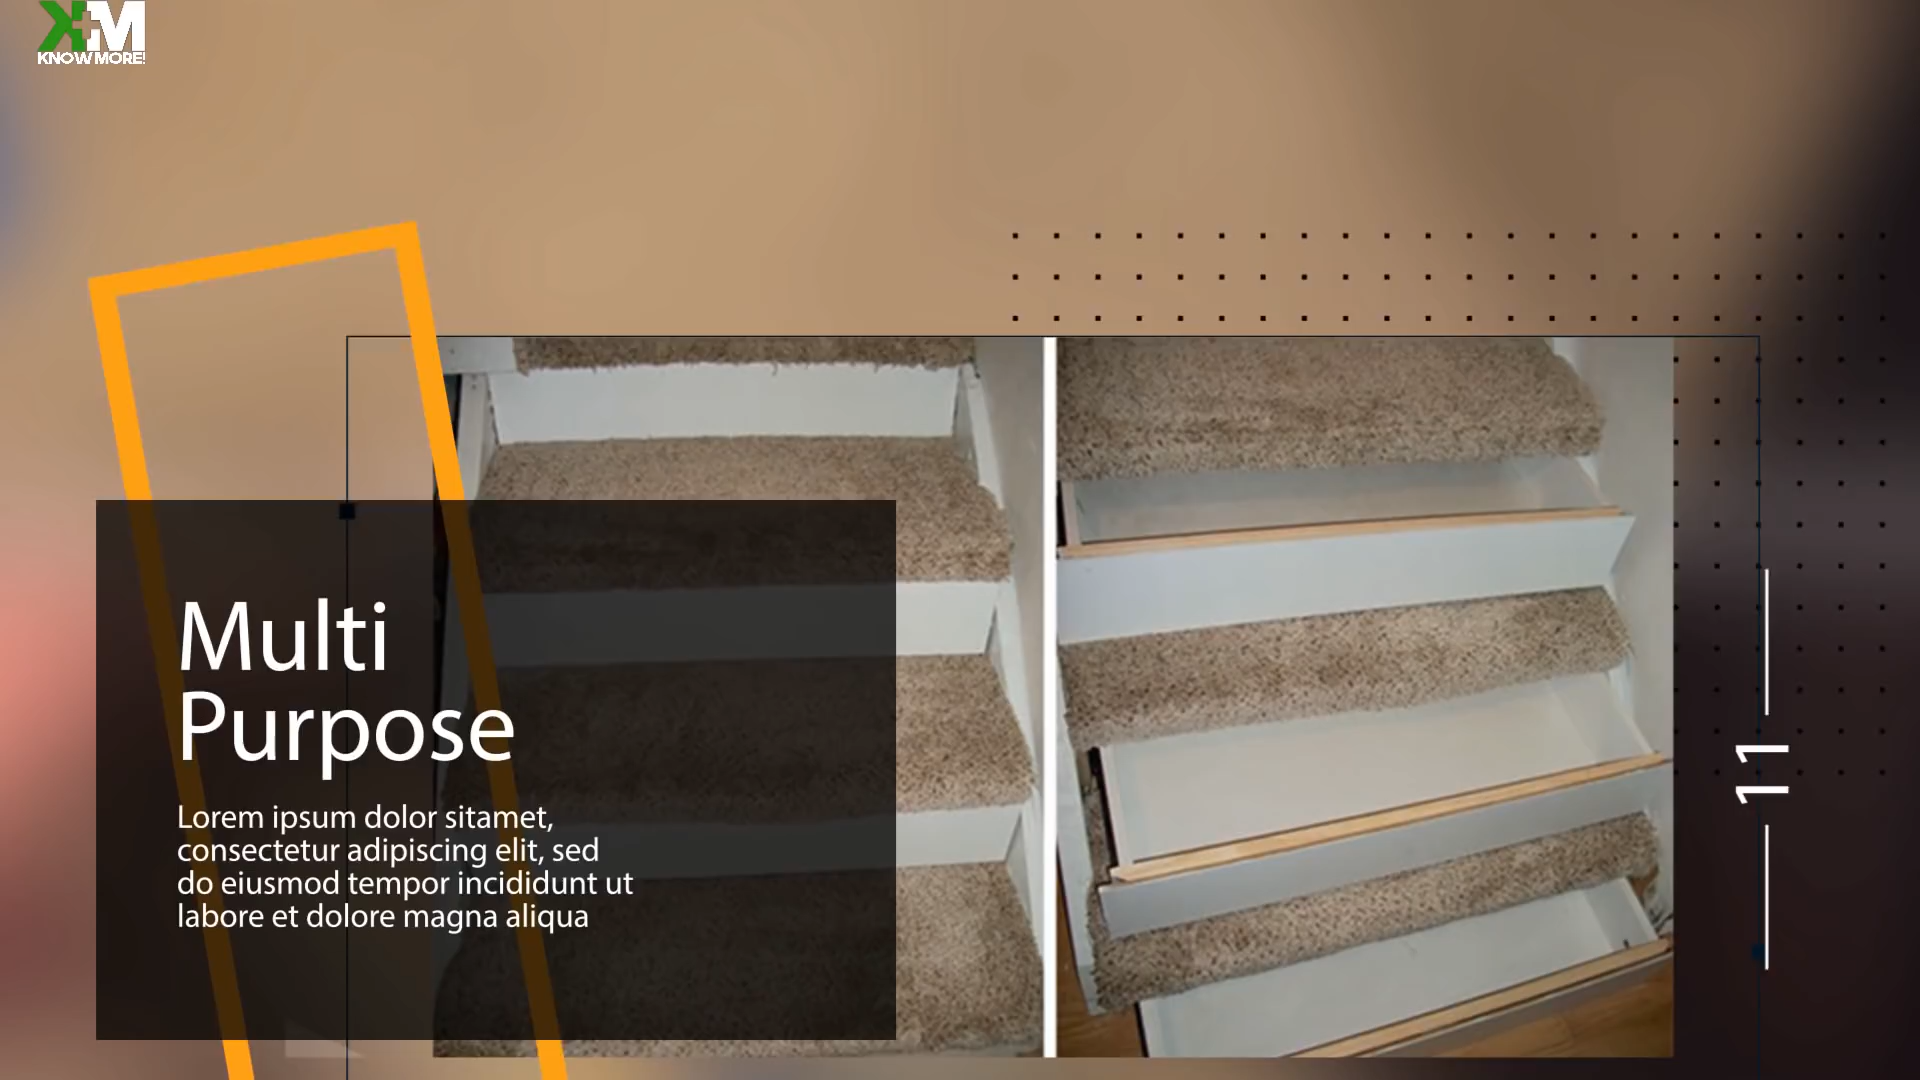 K+M
KNOW MORE!
Multi
Purpose
Lorem ipsum dolor sitamet,
consectetur adipiscing elit, sed
do eiusmod tempor incididunt ut
labore et dolore magna aliqua
11